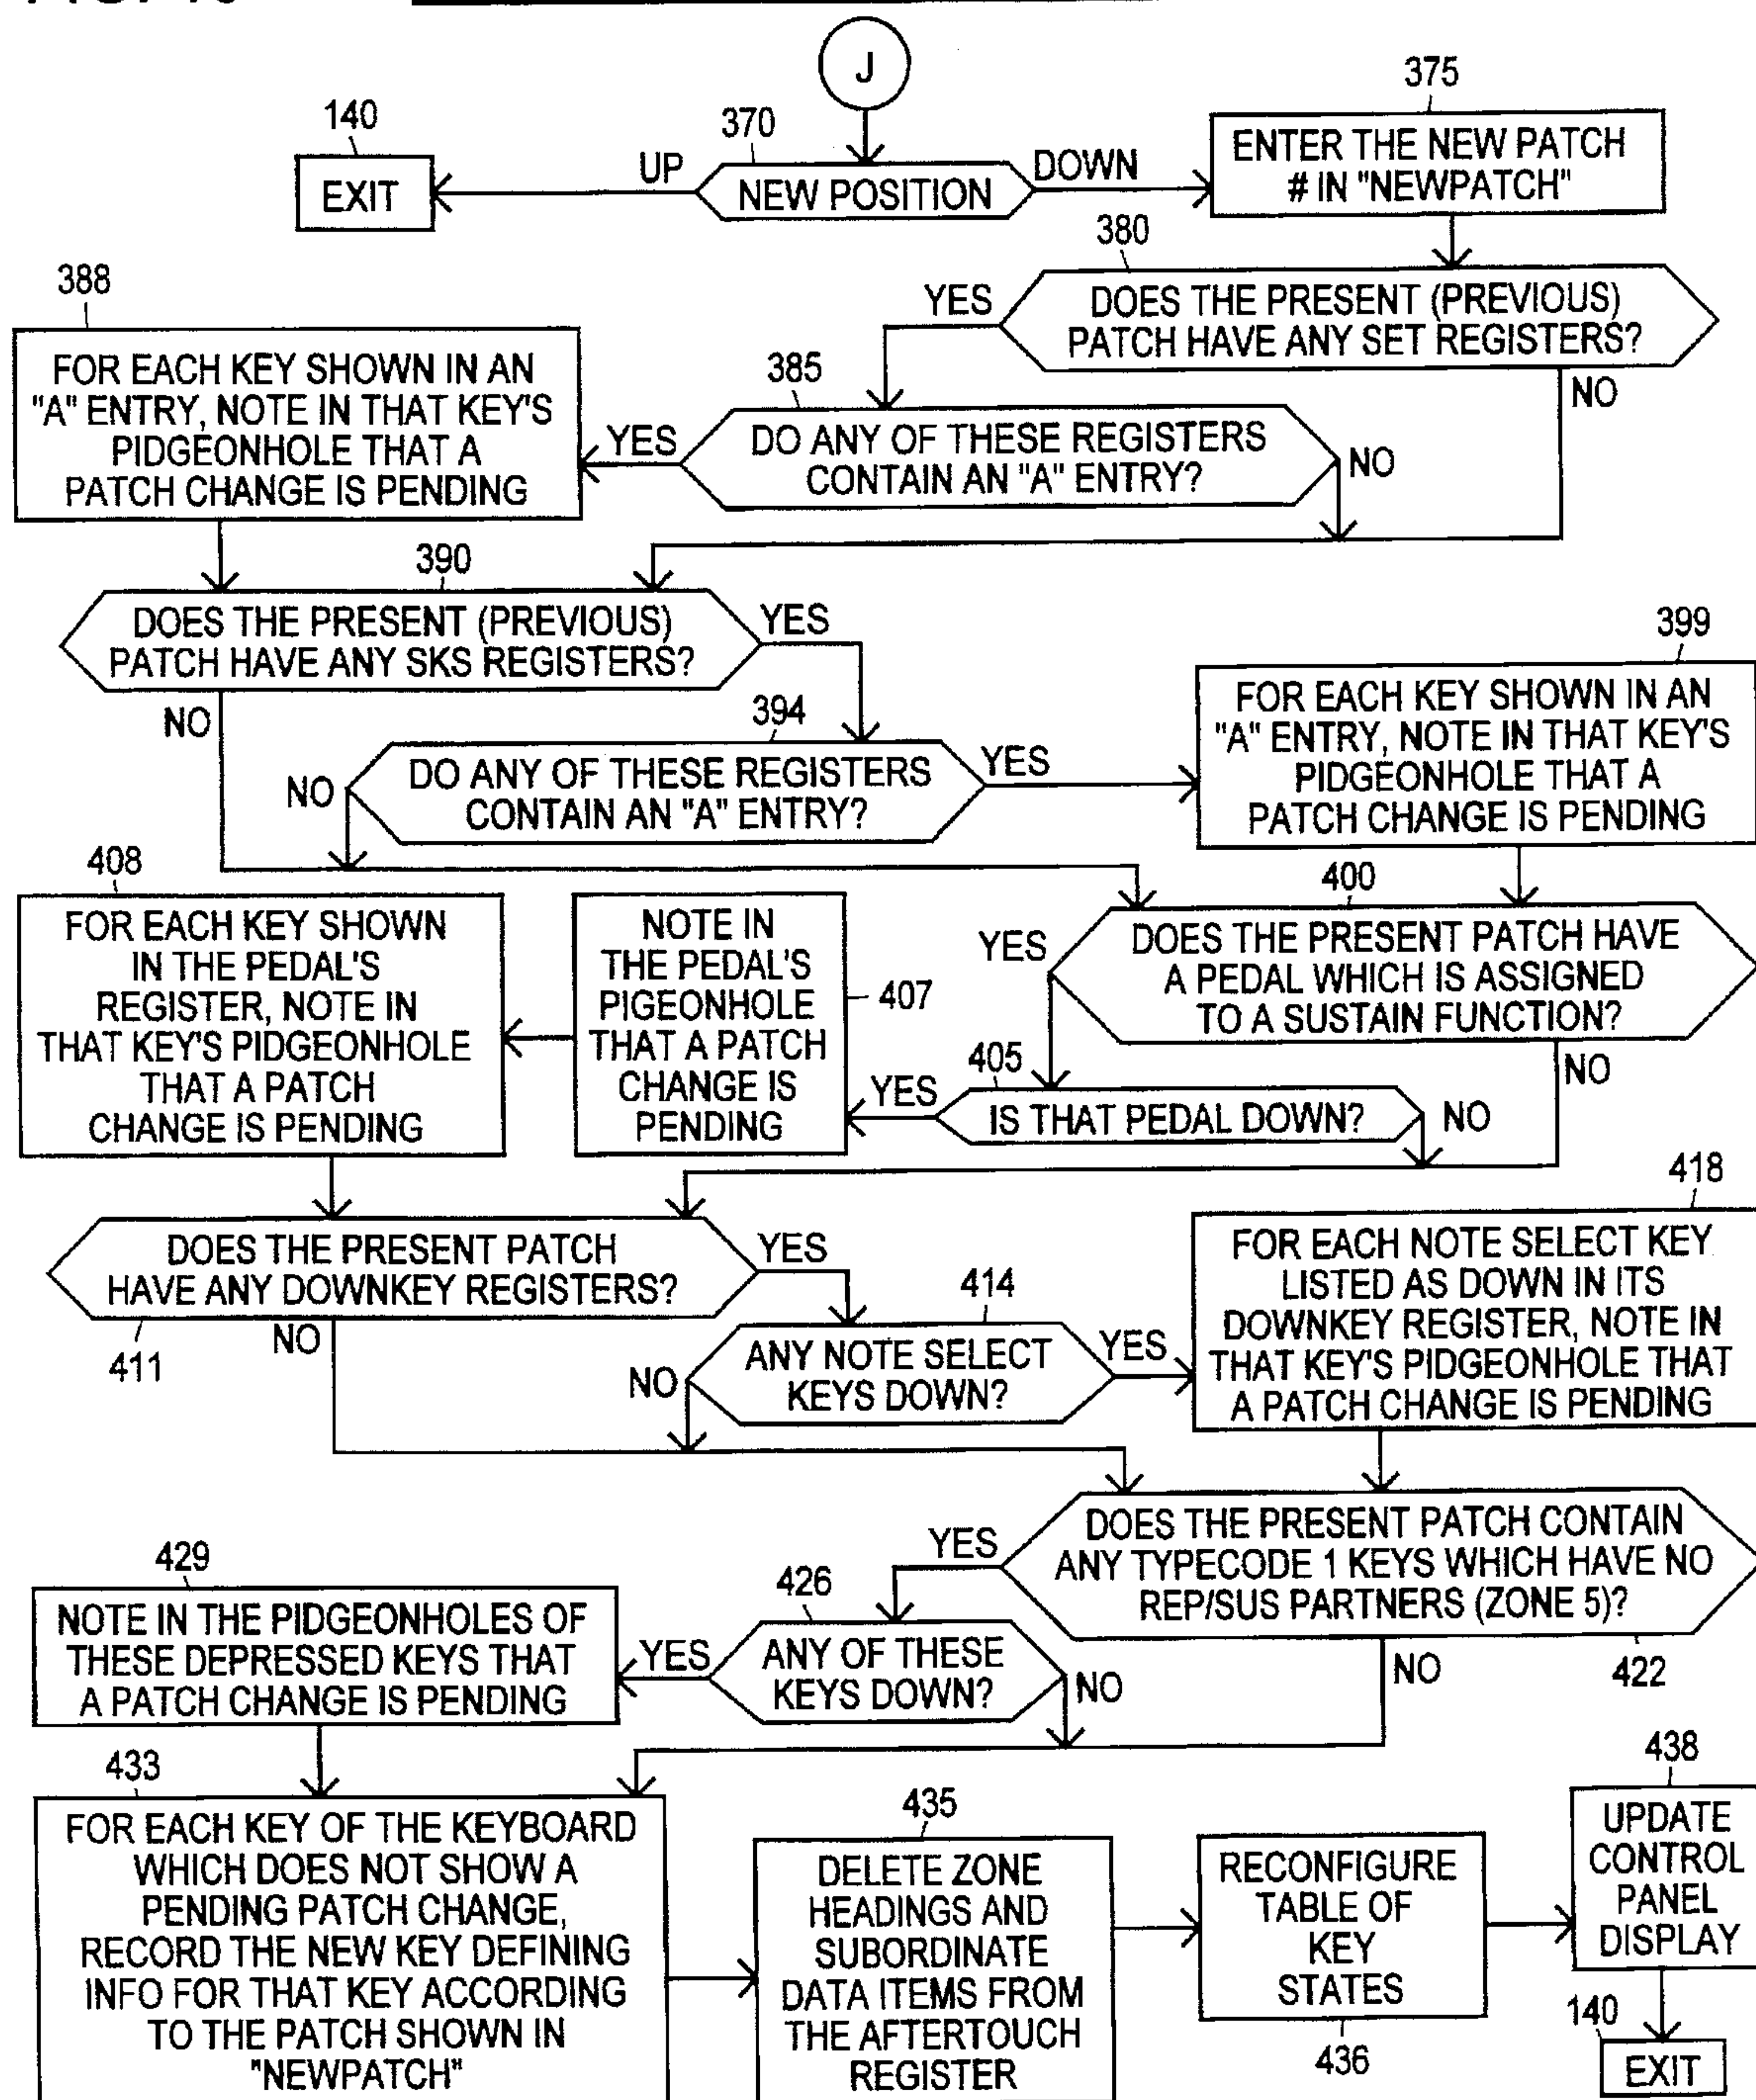 J
370
NEW POSITION
UP
140
EXIT
DOWN
375
ENTER THE NEW PATCH
# IN "NEWPATCH"
380
DOES THE PRESENT (PREVIOUS)
PATCH HAVE ANY SET REGISTERS?
YES
NO
385
DO ANY OF THESE REGISTERS
CONTAIN AN "A" ENTRY?
YES
NO
388
FOR EACH KEY SHOWN IN AN
"A" ENTRY, NOTE IN THAT KEY'S
PIDGEONHOLE THAT A
PATCH CHANGE IS PENDING
390
DOES THE PRESENT (PREVIOUS)
PATCH HAVE ANY SKS REGISTERS?
YES
NO
394
DO ANY OF THESE REGISTERS
CONTAIN AN "A" ENTRY?
NO
YES
399
FOR EACH KEY SHOWN IN AN
"A" ENTRY, NOTE IN THAT KEY'S
PIDGEONHOLE THAT A
PATCH CHANGE IS PENDING
400
DOES THE PRESENT PATCH HAVE
A PEDAL WHICH IS ASSIGNED
TO A SUSTAIN FUNCTION?
YES
NO
405
IS THAT PEDAL DOWN?
YES
NO
407
NOTE IN
THE PEDAL'S
PIGEONHOLE
THAT A PATCH
CHANGE IS
PENDING
408
FOR EACH KEY SHOWN
IN THE PEDAL'S
REGISTER, NOTE IN
THAT KEY'S PIDGEONHOLE
THAT A PATCH
CHANGE IS PENDING
DOES THE PRESENT PATCH
HAVE ANY DOWNKEY REGISTERS?
411
YES
NO
414
ANY NOTE SELECT
KEYS DOWN?
NO
YES
418
FOR EACH NOTE SELECT KEY
LISTED AS DOWN IN ITS
DOWNKEY REGISTER, NOTE IN
THAT KEY'S PIDGEONHOLE THAT
A PATCH CHANGE IS PENDING
DOES THE PRESENT PATCH CONTAIN
ANY TYPECODE 1 KEYS WHICH HAVE NO
REP/SUS PARTNERS (ZONE 5)?
422
YES
NO
426
ANY OF THESE
KEYS DOWN?
YES
NO
429
NOTE IN THE PIDGEONHOLES OF
THESE DEPRESSED KEYS THAT
A PATCH CHANGE IS PENDING
433
FOR EACH KEY OF THE KEYBOARD
WHICH DOES NOT SHOW A
PENDING PATCH CHANGE,
RECORD THE NEW KEY DEFINING
INFO FOR THAT KEY ACCORDING
TO THE PATCH SHOWN IN
"NEWPATCH"
435
DELETE ZONE
HEADINGS AND
SUBORDINATE
DATA ITEMS FROM
THE AFTERTOUCH
REGISTER
RECONFIGURE
TABLE OF
KEY
STATES
436
438
UPDATE
CONTROL
PANEL
DISPLAY
140
EXIT